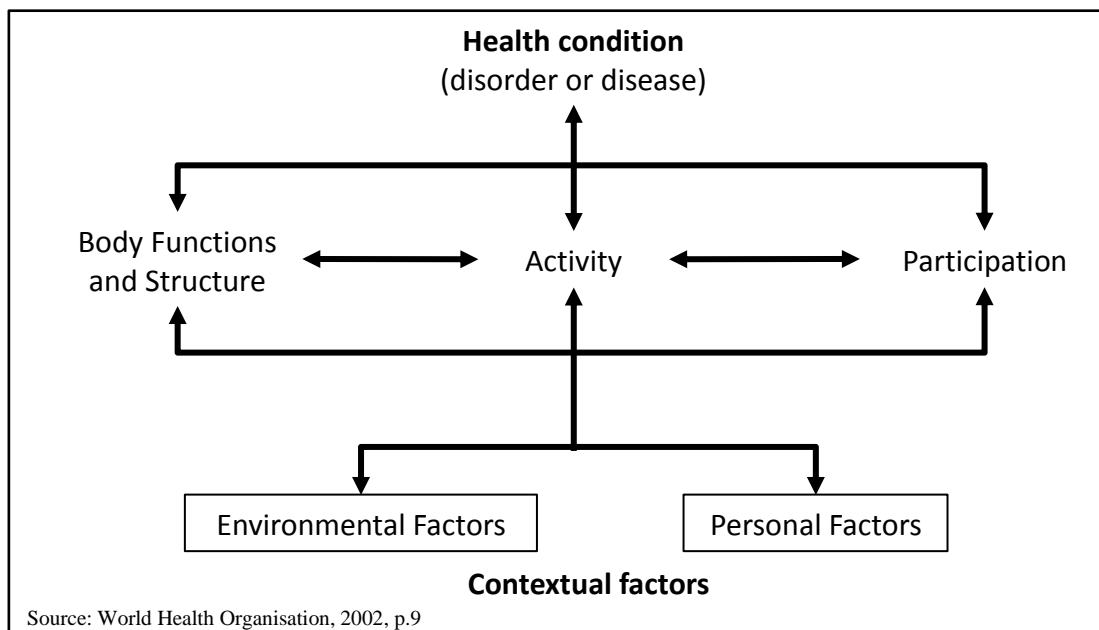 Health condition
(disorder or disease)
Body Functions
and Structure
Activity
Participation
Environmental Factors
Personal Factors
Contextual factors
Source: World Health Organisation, 2002, p.9